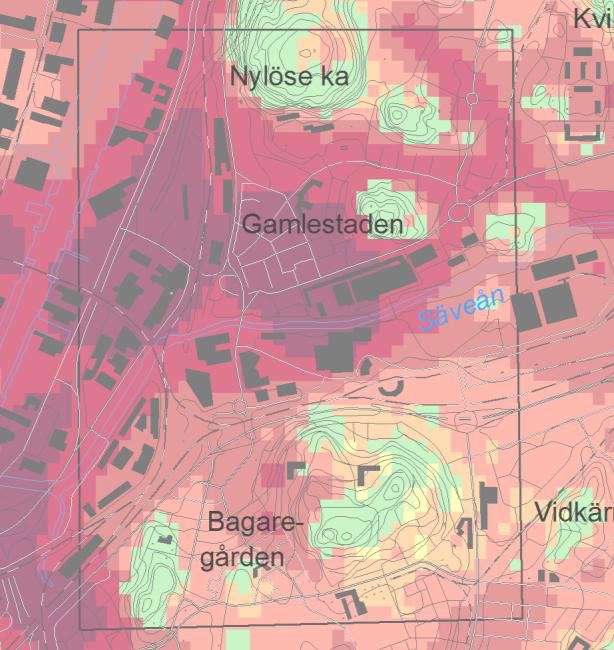 Kvi
Nylöse ka
Gamlestaden
Säveån
Bagare-
gården
Vidkär